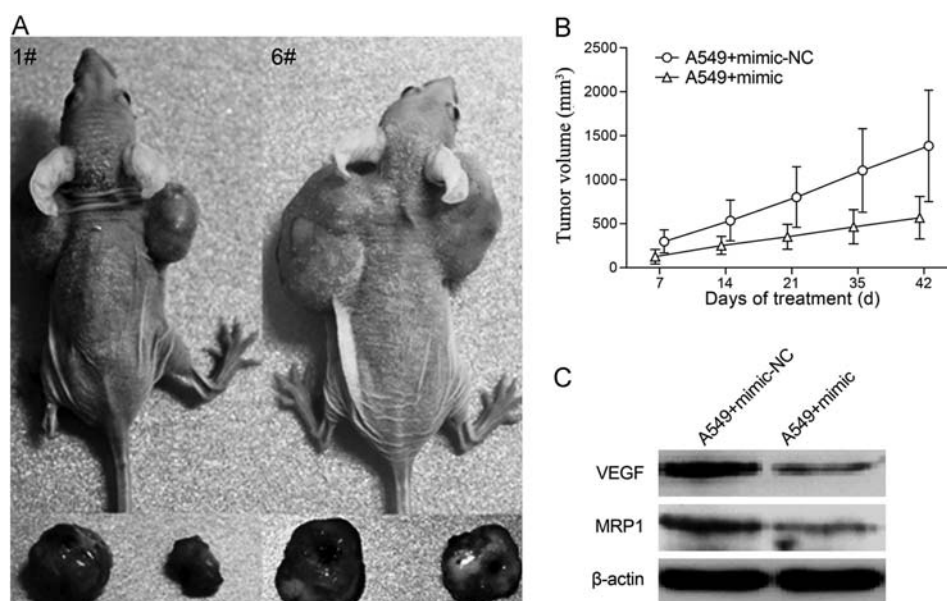 A
1#
6#
B
2500
2000
1500
1000
500
0
Tumor volume (mm³)
A549+mimic-NC
A549+mimic
7 14 21 35 42
Days of treatment (d)
C
A549+mimic-NC
A549+mimic
VEGF
MRP1
β-actin